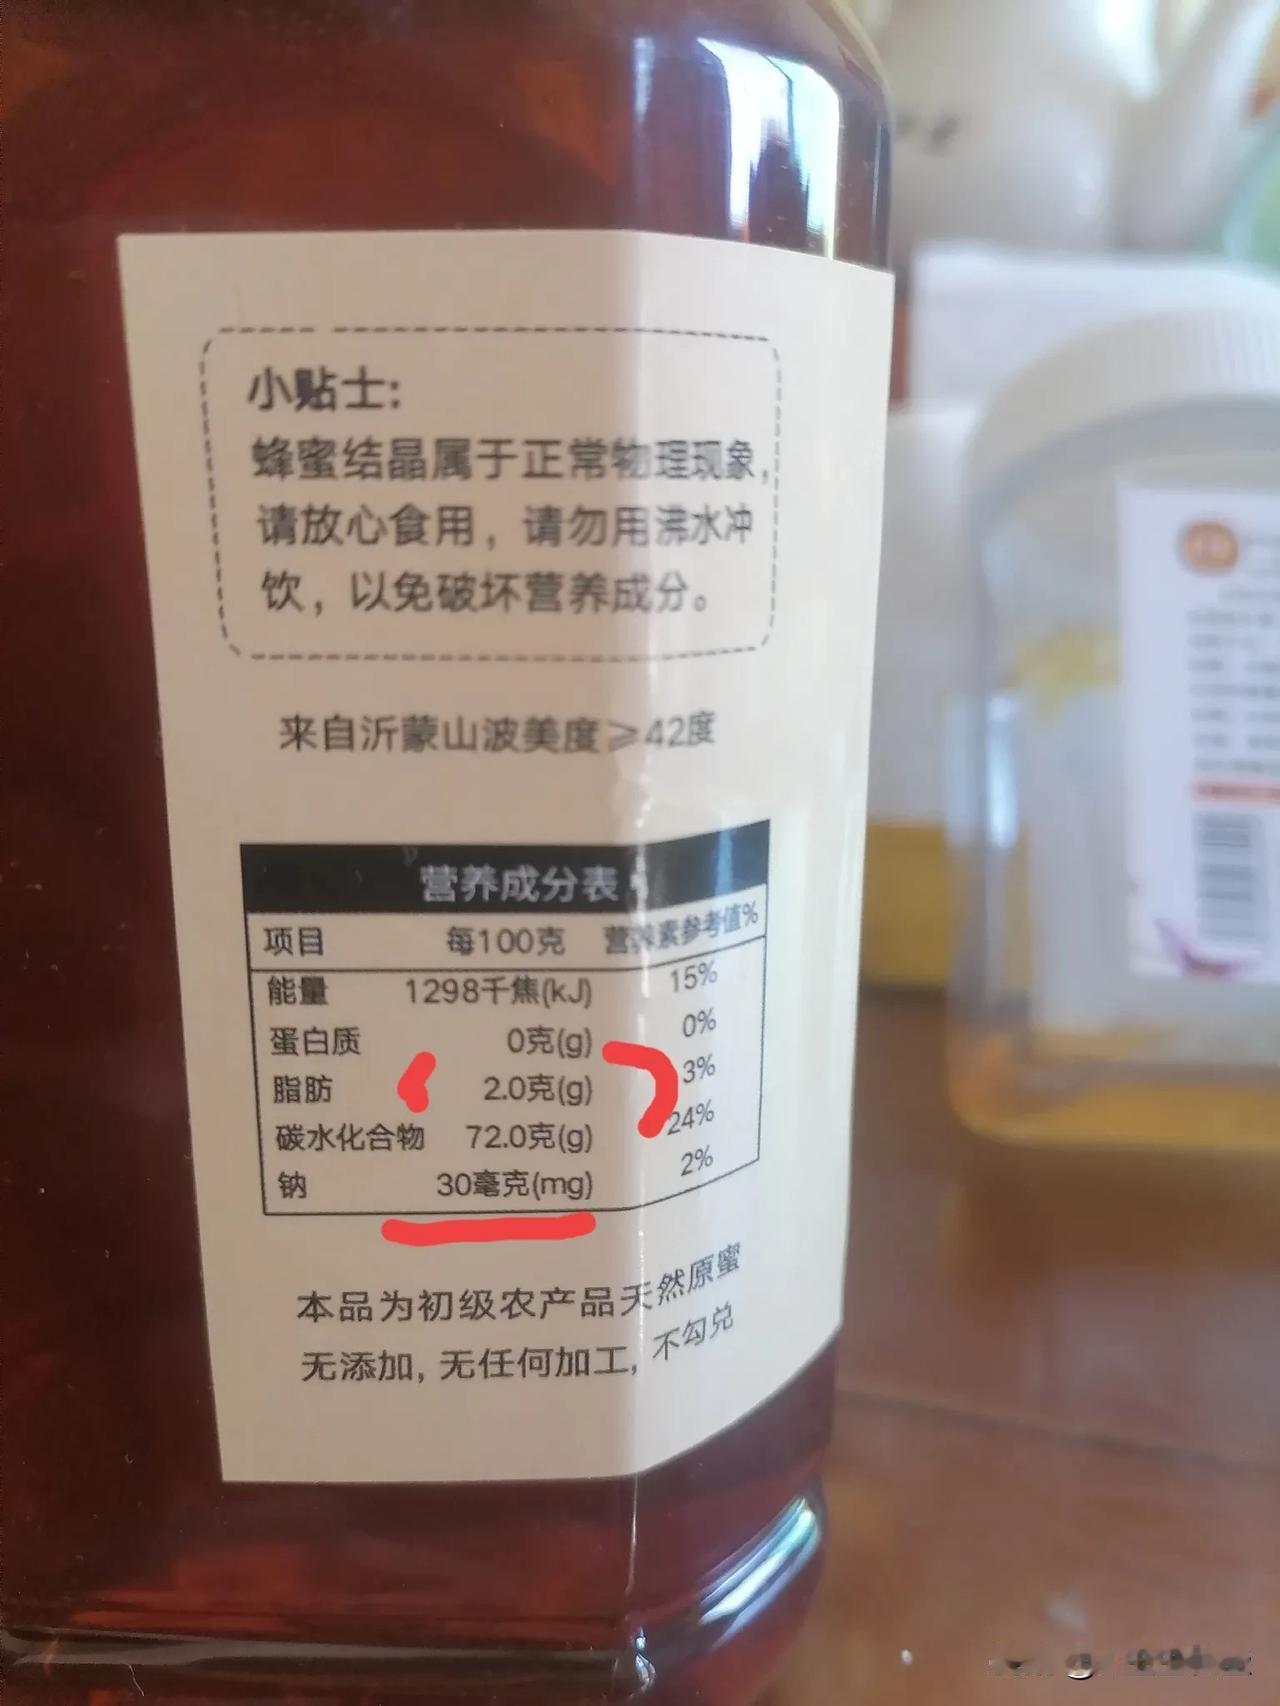 小贴士:
蜂蜜结晶属于正常物理现象,
请放心食用，请勿用沸水冲
饮，以免破坏营养成分。
来自沂蒙山波美度≥42度
营养成分表
项目 每100克 营养素参考值%
能量 1298千焦(kJ) 15%
蛋白质 0克(g) 0%
脂肪 2.0克(g) 3%
碳水化合物 72.0克(g) 24%
钠 30毫克(mg) 2%
本品为初级农产品天然原蜜
无添加, 无任何加工, 不勾兑